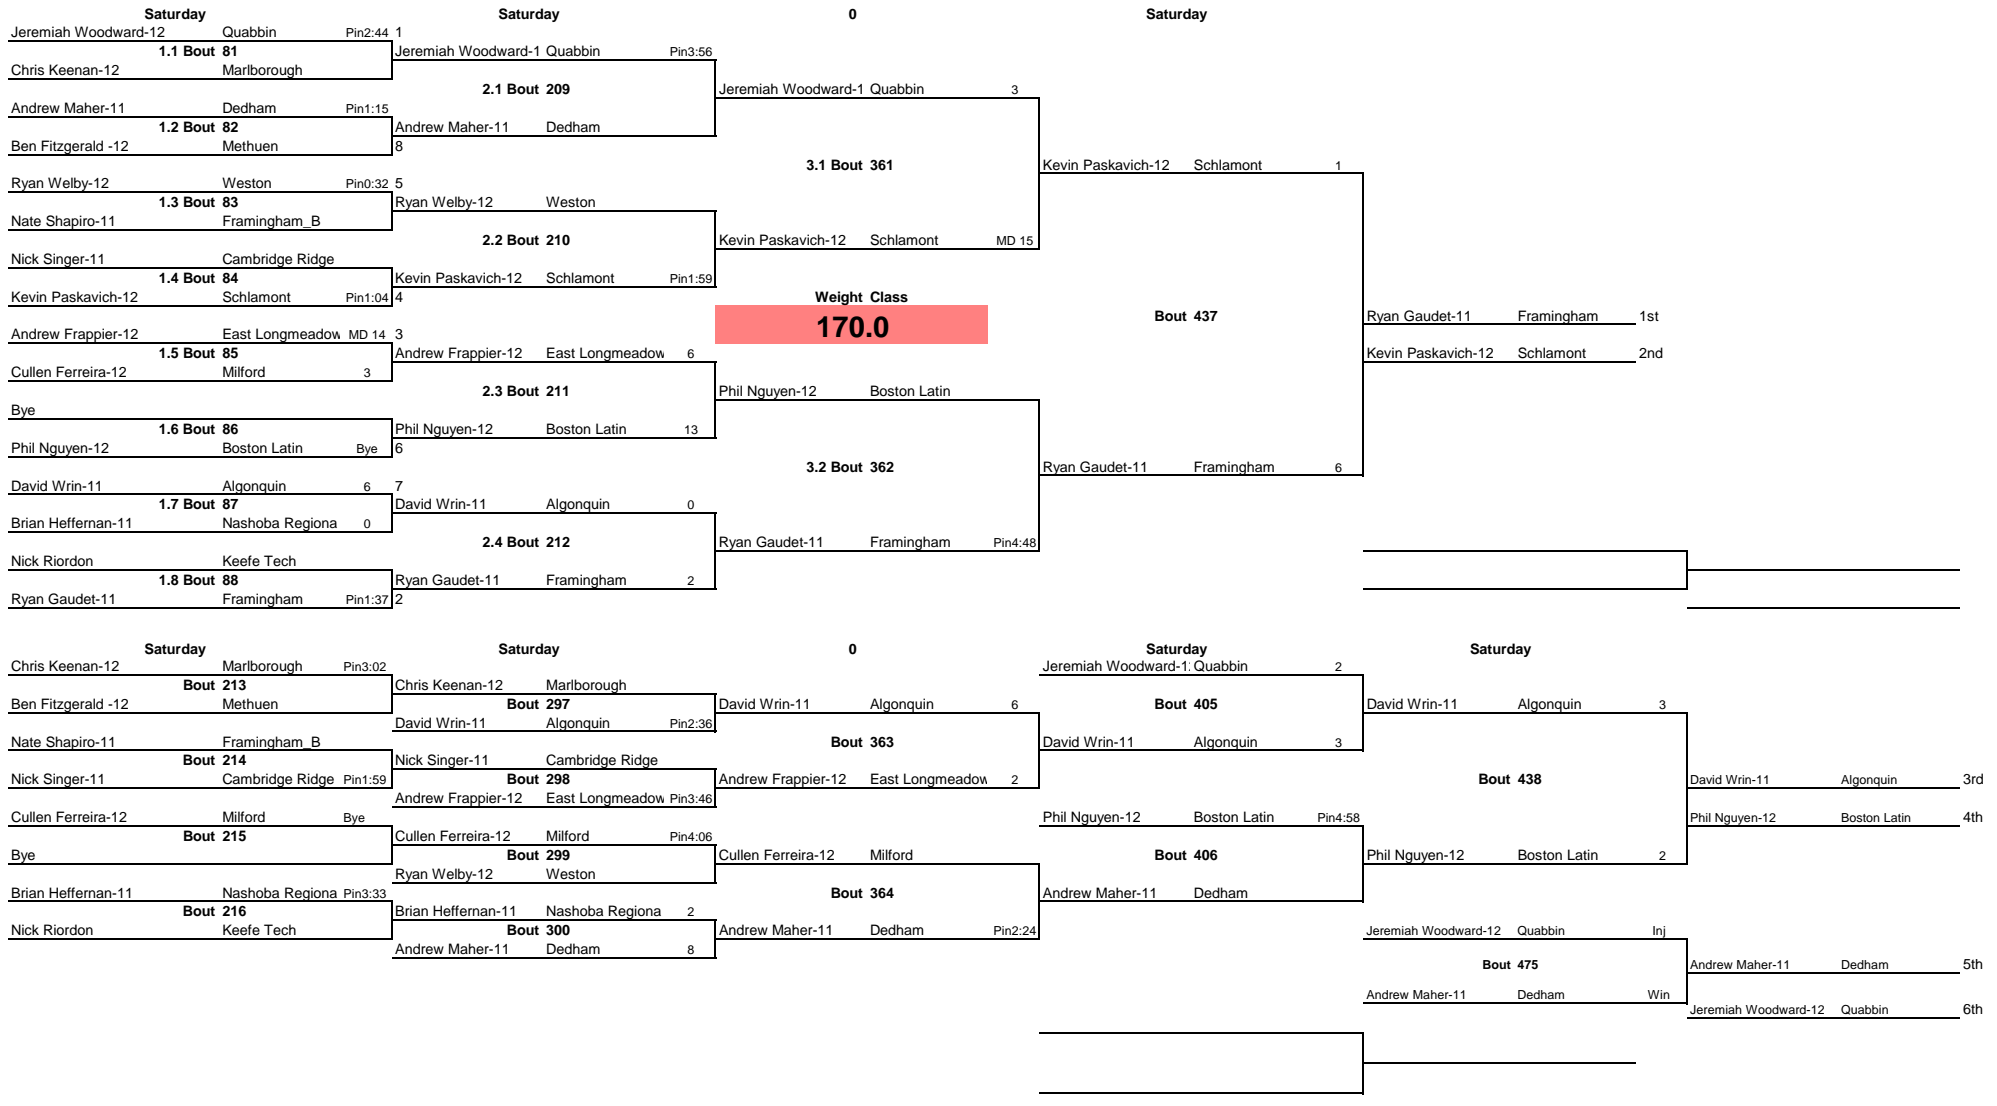 Saturday Saturday 0 Saturday
Jeremiah Woodward-12 Quabbin Pin2:44 1
1.1 Bout 81 Jeremiah Woodward-1 Quabbin Pin3:56
Chris Keenan-12 Marlborough
2.1 Bout 209 Jeremiah Woodward-1 Quabbin 3
Andrew Maher-11 Dedham Pin1:15
1.2 Bout 82 Andrew Maher-11 Dedham
Ben Fitzgerald -12 Methuen 8
3.1 Bout 361 Kevin Paskavich-12 Schlamont 1
Ryan Welby-12 Weston Pin0:32 5
1.3 Bout 83 Ryan Welby-12 Weston
Nate Shapiro-11 Framingham_B
2.2 Bout 210 Kevin Paskavich-12 Schlamont MD 15
Nick Singer-11 Cambridge Ridge
1.4 Bout 84 Kevin Paskavich-12 Schlamont Pin1:59
Kevin Paskavich-12 Schlamont Pin1:04 4 Weight Class
170.0 Bout 437 Ryan Gaudet-11 Framingham 1st
Andrew Frappier-12 East Longmeadow MD 14 3
1.5 Bout 85 Andrew Frappier-12 East Longmeadow 6 Kevin Paskavich-12 Schlamont 2nd
Cullen Ferreira-12 Milford 3
2.3 Bout 211 Phil Nguyen-12 Boston Latin
Bye
1.6 Bout 86 Phil Nguyen-12 Boston Latin 13
Phil Nguyen-12 Boston Latin Bye 6
3.2 Bout 362 Ryan Gaudet-11 Framingham 6
David Wrin-11 Algonquin 6 7
1.7 Bout 87 David Wrin-11 Algonquin 0
Brian Heffernan-11 Nashoba Regiona 0
2.4 Bout 212 Ryan Gaudet-11 Framingham Pin4:48
Nick Riordon Keefe Tech
1.8 Bout 88 Ryan Gaudet-11 Framingham 2
Ryan Gaudet-11 Framingham Pin1:37 2
Saturday Saturday 0 Saturday Saturday
Chris Keenan-12 Marlborough Pin3:02 Jeremiah Woodward-1 Quabbin 2
Bout 213 Chris Keenan-12 Marlborough
Ben Fitzgerald -12 Methuen Bout 297 David Wrin-11 Algonquin 6 Bout 405 David Wrin-11 Algonquin 3
David Wrin-11 Algonquin Pin2:36
Nate Shapiro-11 Framingham_B Bout 363 David Wrin-11 Algonquin 3
Bout 214 Nick Singer-11 Cambridge Ridge
Nick Singer-11 Cambridge Ridge Pin1:59 Bout 298 Andrew Frappier-12 East Longmeadow 2 Bout 438 David Wrin-11 Algonquin 3rd
Andrew Frappier-12 East Longmeadow Pin3:46
Cullen Ferreira-12 Milford Bye Phil Nguyen-12 Boston Latin Pin4:58 Phil Nguyen-12 Boston Latin 4th
Bout 215 Cullen Ferreira-12 Milford Pin4:06
Bye Bout 299 Cullen Ferreira-12 Milford Bout 406 Phil Nguyen-12 Boston Latin 2
Ryan Welby-12 Weston
Brian Heffernan-11 Nashoba Regiona Pin3:33 Bout 364 Andrew Maher-11 Dedham
Bout 216 Brian Heffernan-11 Nashoba Regiona 2
Nick Riordon Keefe Tech Bout 300 Andrew Maher-11 Dedham Pin2:24 Jeremiah Woodward-12 Quabbin Inj
Andrew Maher-11 Dedham 8
Bout 475 Andrew Maher-11 Dedham 5th
Andrew Maher-11 Dedham Win
Jeremiah Woodward-12 Quabbin 6th